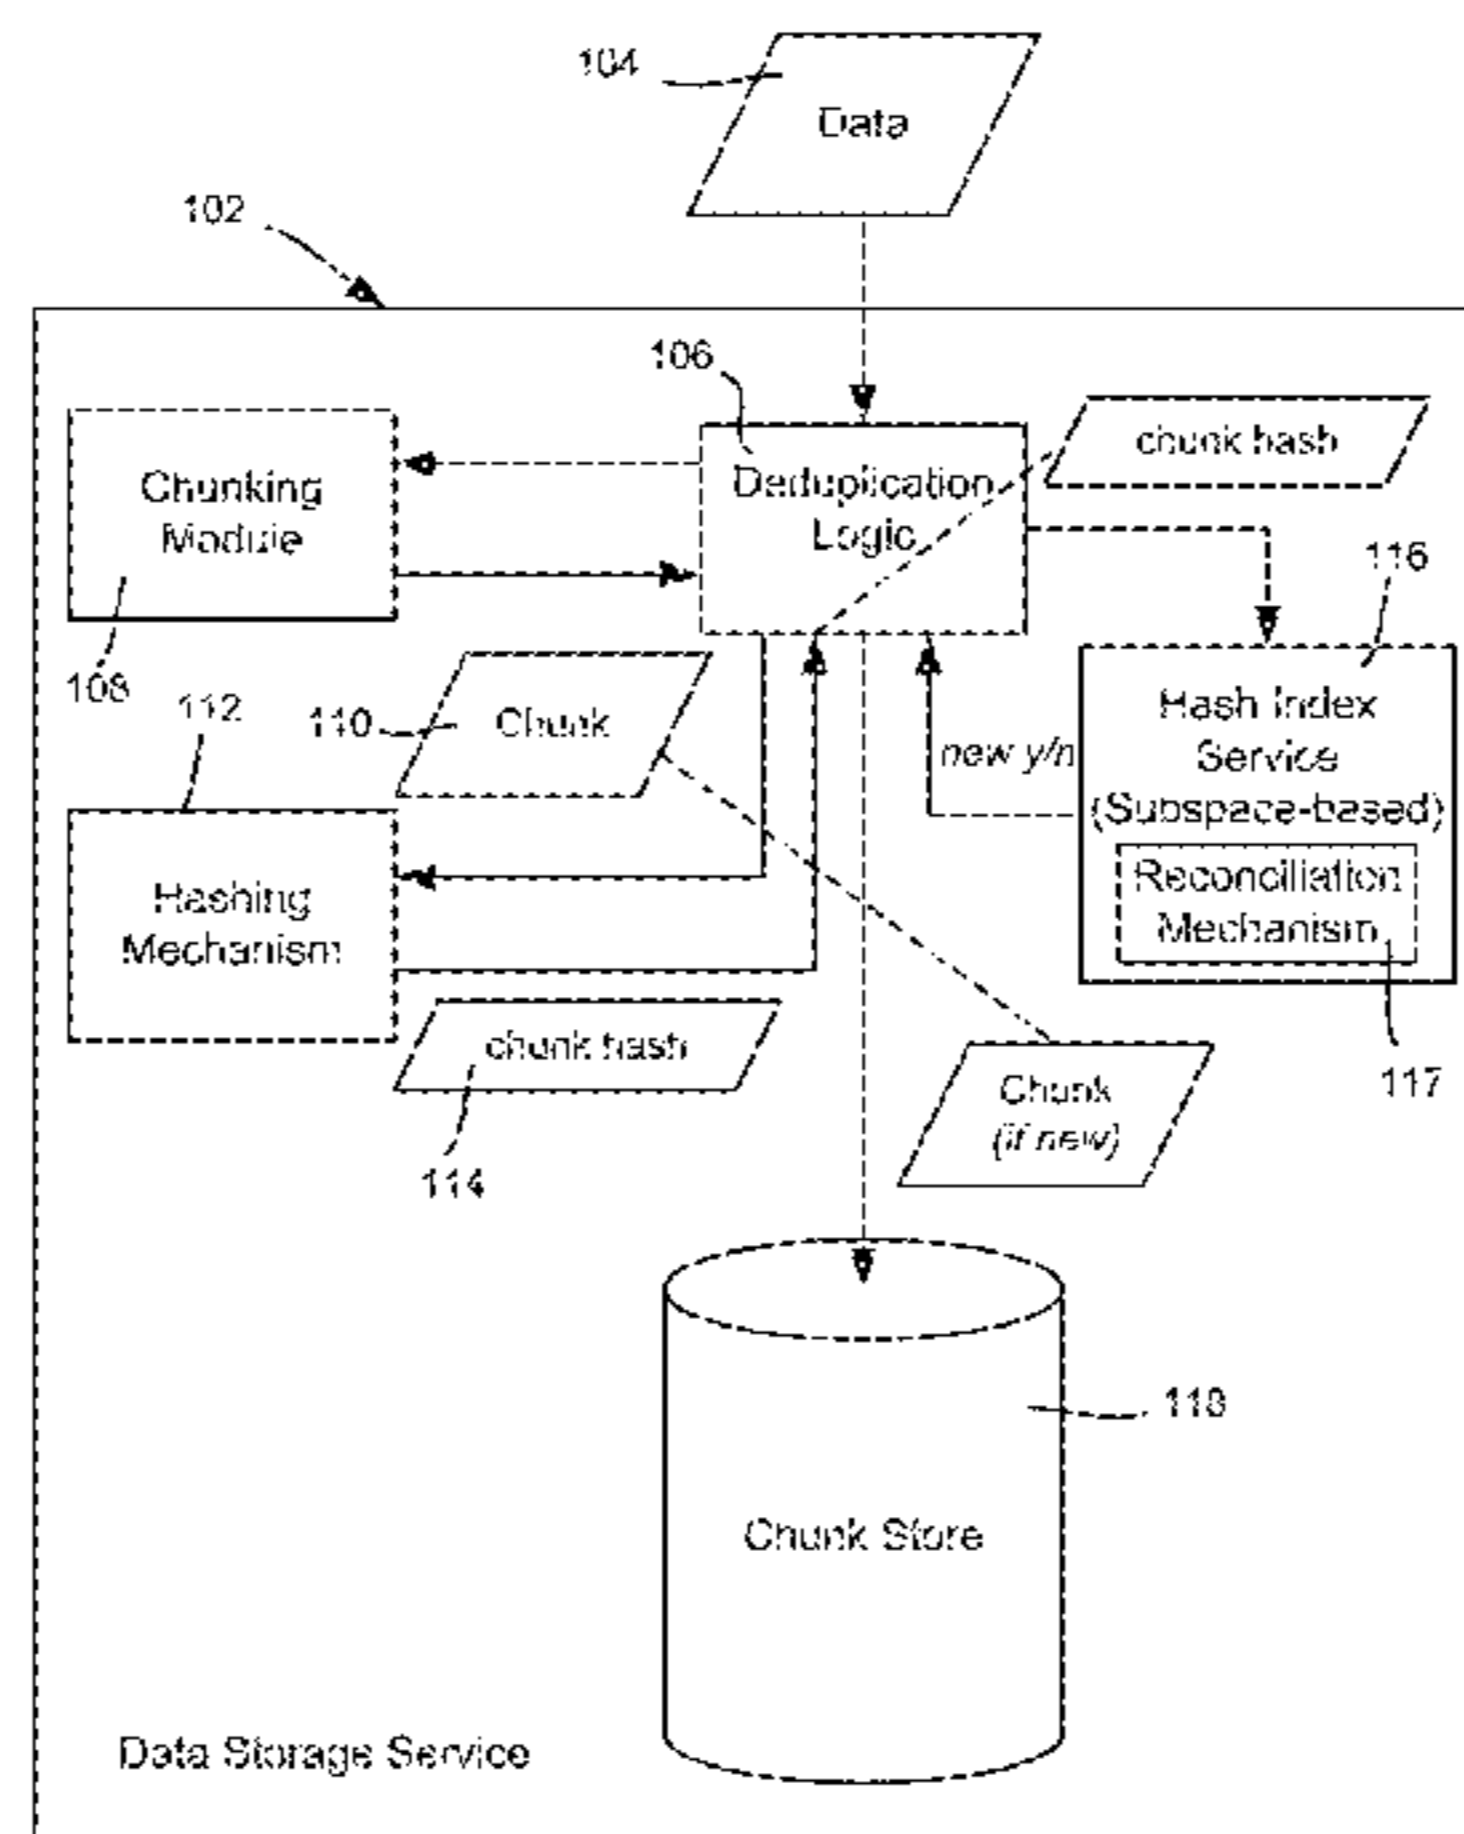 104
Data
102
106
chunk hash
Chunking
Module
Deduplication
Logic
116
108
112
110
Chunk
new y/n
Hash Index
Service
(Subspace-based)
Reconciliation
Mechanism
Hashing
Mechanism
chunk hash
117
Chunk
(if new)
114
118
Chunk Store
Data Storage Service